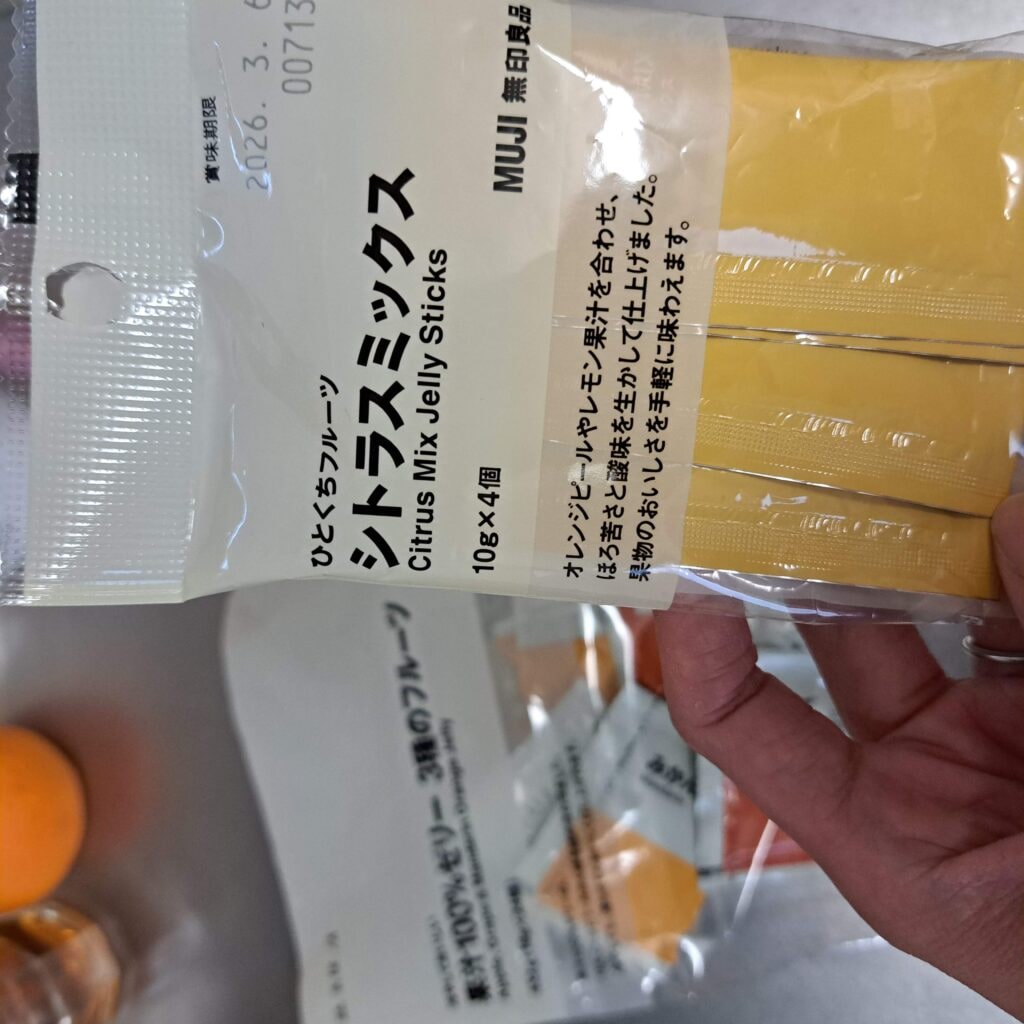 賞味期限
2026. 3. 6
00713
ひとくちフルーツ
シトラスミックス
Citrus Mix Jelly Sticks
10g×4個
MUJI 無印良品
オレンジピールやレモン果汁を合わせ、
ほろ苦さと酸味を生かして仕上げました。
果物のおいしさを手軽に味わえます。
果汁100%ゼリー 3種のフルーツ